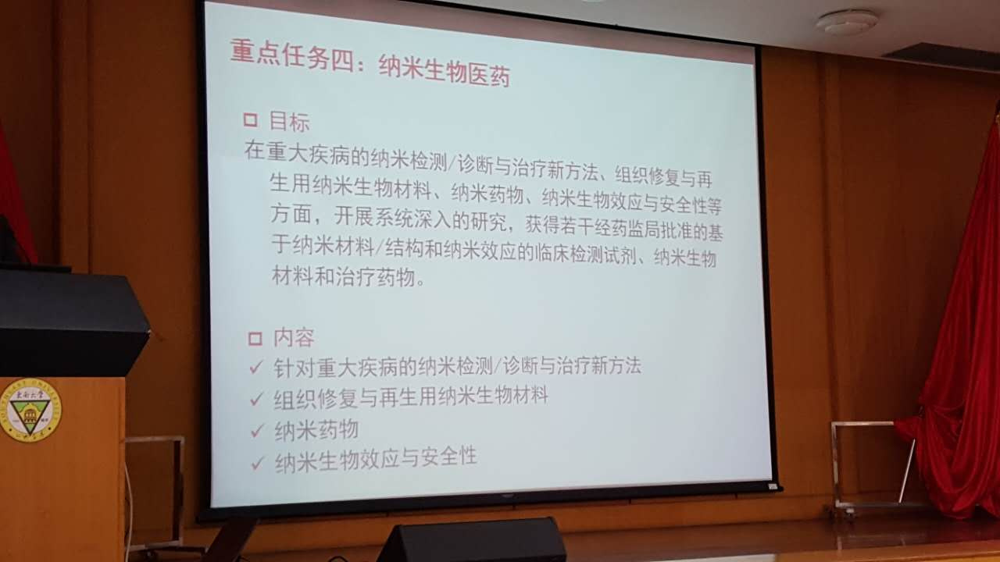 重点任务四：纳米生物医药
目标
在重大疾病的纳米检测/诊断与治疗新方法、组织修复与再
生用纳米生物材料、纳米药物、纳米生物效应与安全性等
方面，开展系统深入的研究，获得若干经药监局批准的基
于纳米材料/结构和纳米效应的临床检测试剂、纳米生物
材料和治疗药物。
内容
✓ 针对重大疾病的纳米检测/诊断与治疗新方法
✓ 组织修复与再生用纳米生物材料
✓ 纳米药物
✓ 纳米生物效应与安全性
SOUTHEAST UNIVERSITY
东南大学